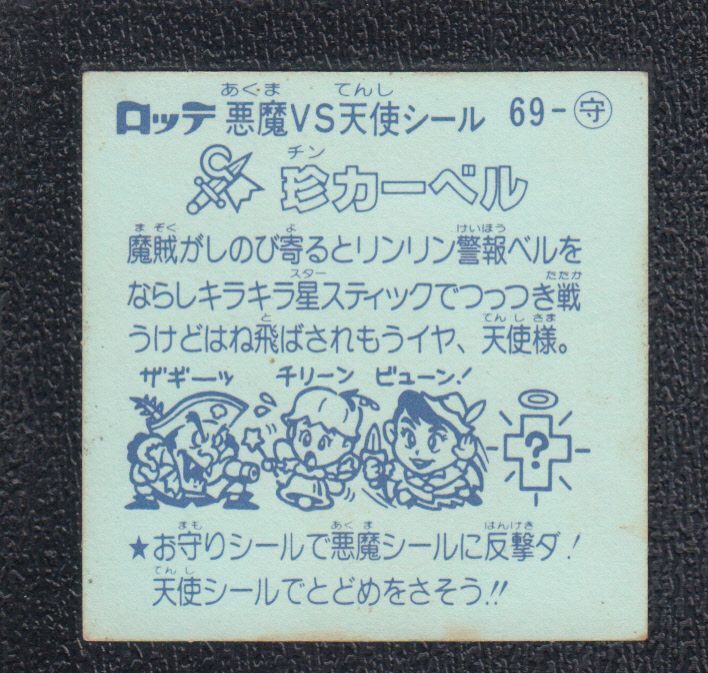 ロッテ 悪魔VS天使シール 69-守
あくま てんし
チン
珍カーベル
まぞく よ けいほう
魔賊がしのび寄るとリンリン警報ベルを
スター たたか
ならしキラキラ星スティックでつっつき戦
と てんしさま
うけどはね飛ばされもうイヤ、天使様。
ザギーッ チリーン ビューン!
?
まも あくま はんげき
★お守りシールで悪魔シールに反撃ダ!
てんし
天使シールでとどめをさそう!!